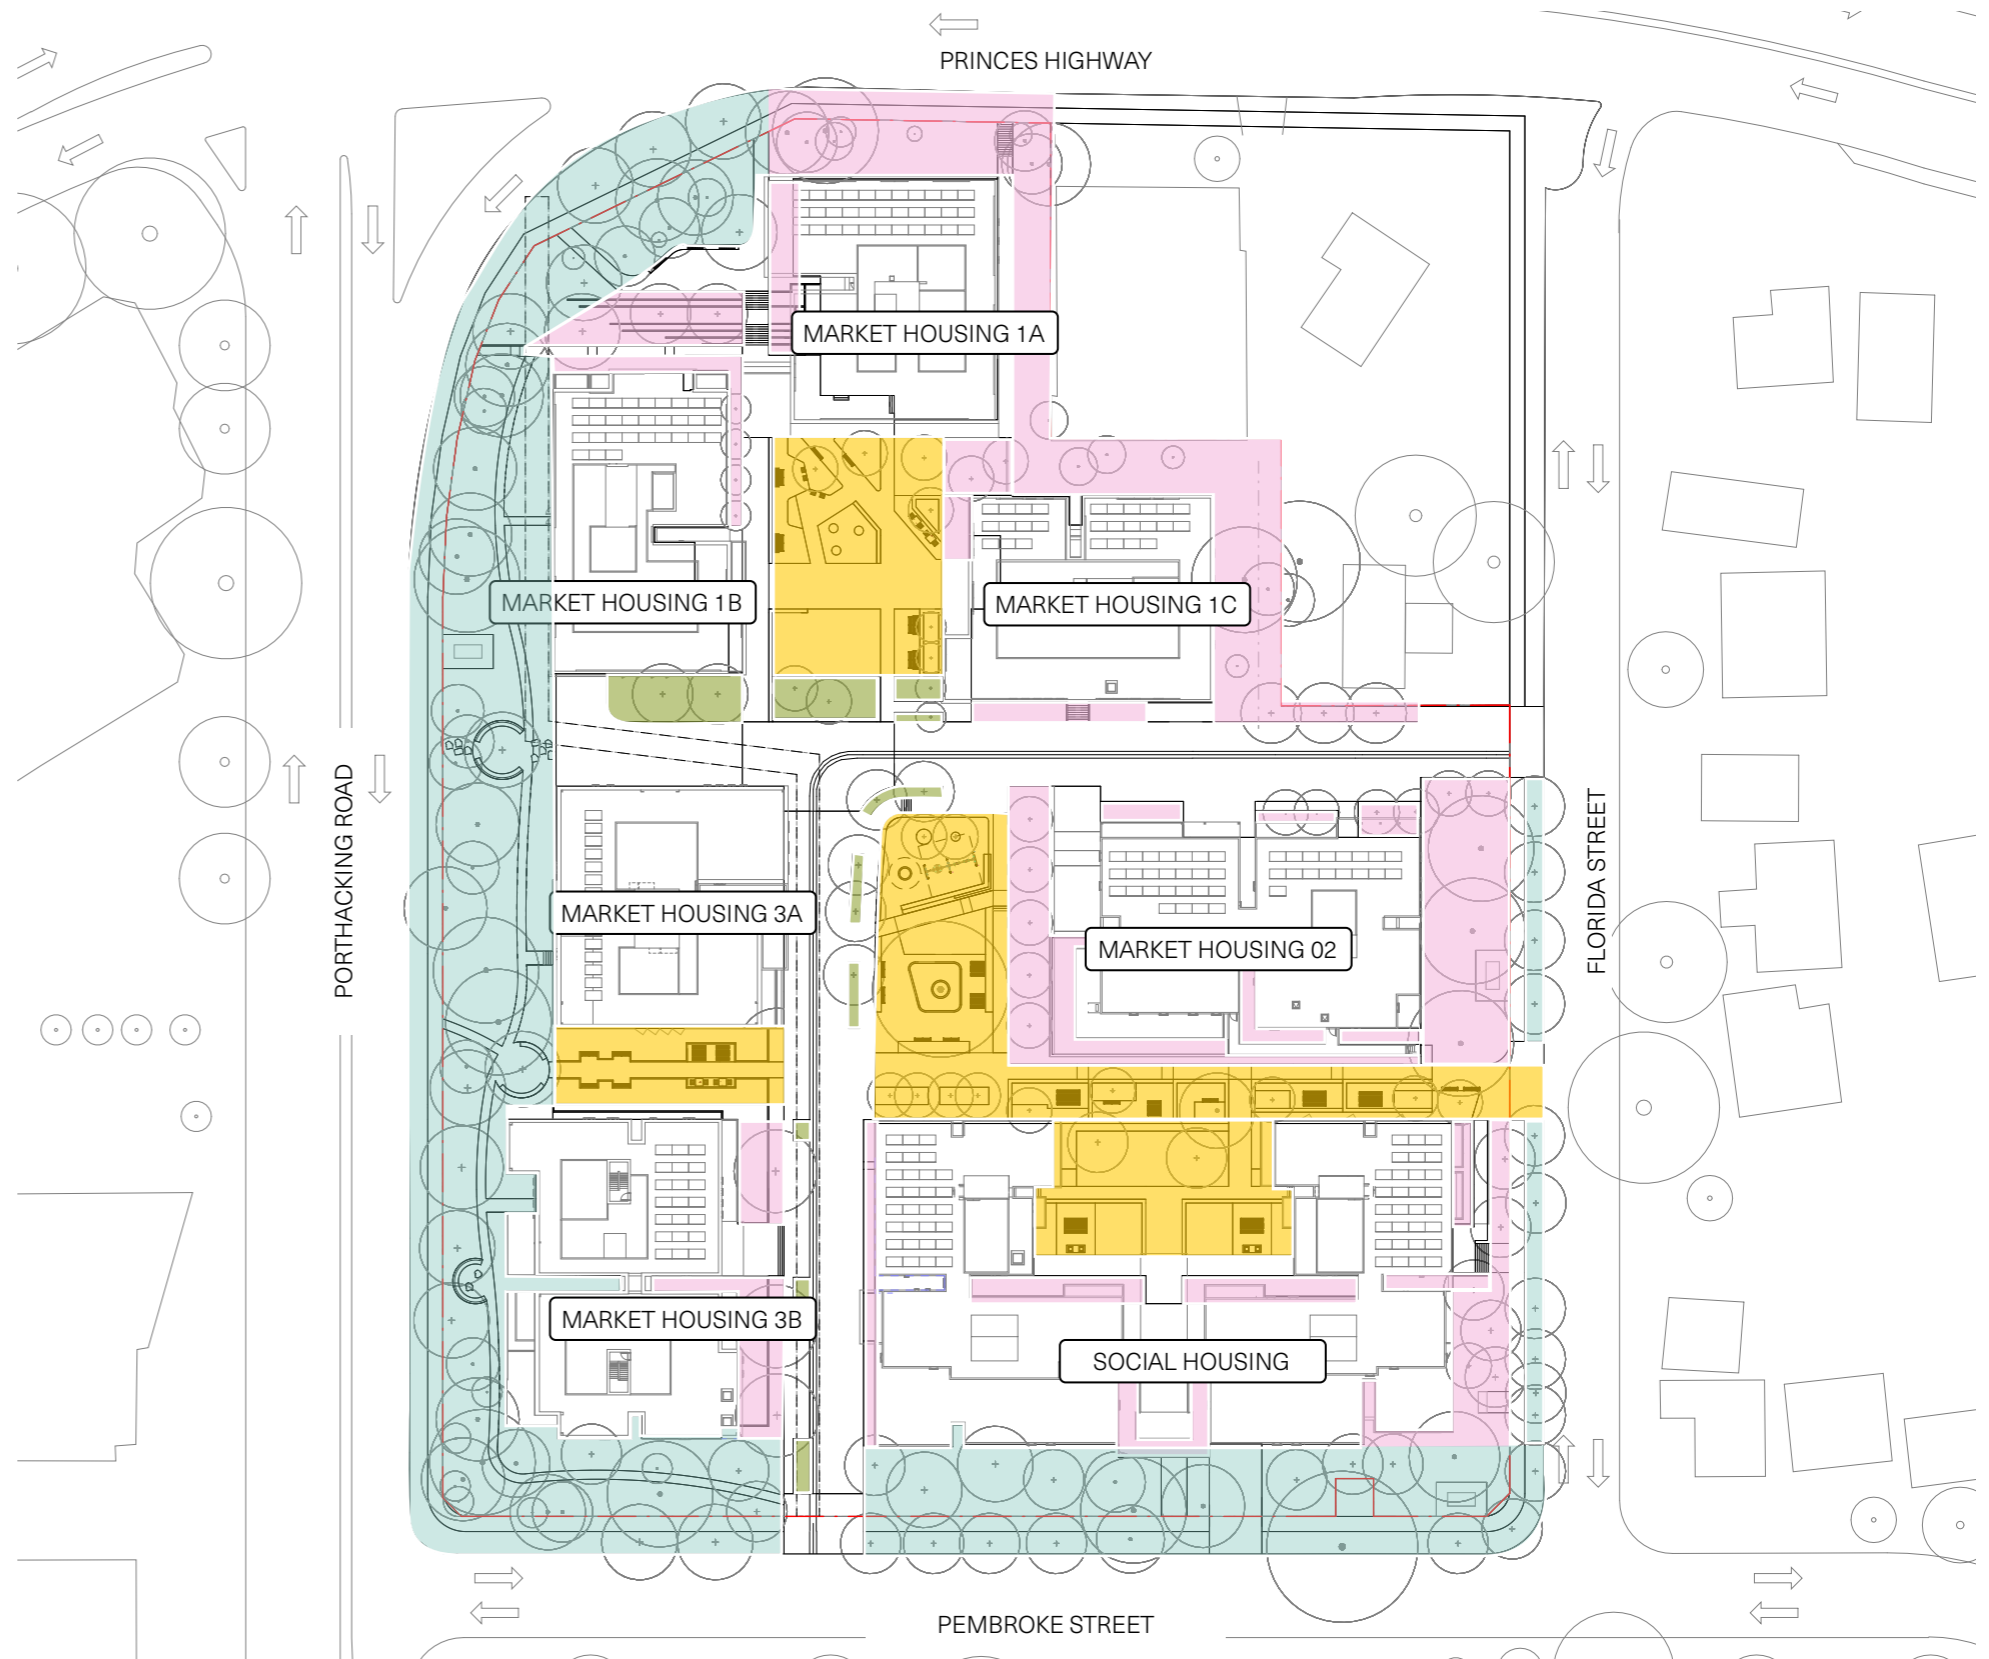 PRINCES HIGHWAY
MARKET HOUSING 1A
MARKET HOUSING 1B
MARKET HOUSING 1C
PORTHACKING ROAD
FLORIDA STREET
MARKET HOUSING 3A
MARKET HOUSING 02
MARKET HOUSING 3B
SOCIAL HOUSING
PEMBROKE STREET